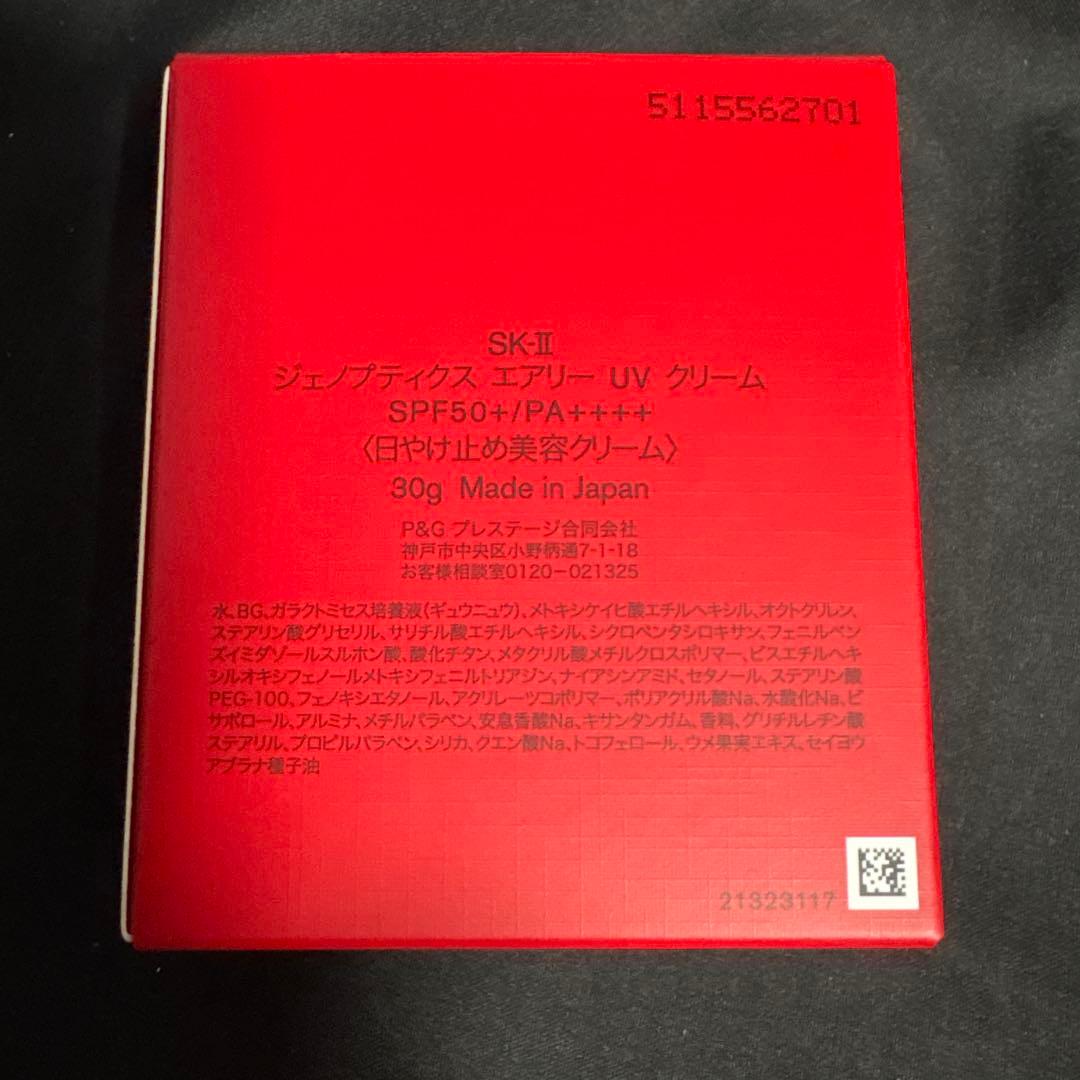 5115562701
SK-Ⅱ
ジェノプティクス エアリー UV クリーム
SPF50+/PA++++
〈日やけ止め美容クリーム〉
30g Made in Japan
P&G プレステージ合同会社
神戸市中央区小野柄通7-1-18
お客様相談室0120-021325
水、BG、ガラクトミセス培養液(ギュウニュウ)、メトキシケイヒ酸エチルヘキシル、オクトクリレン、
ステアリン酸グリセリル、サリチル酸エチルヘキシル、シクロペンタシロキサン、フェニルベン
ズイミダゾールスルホン酸、酸化チタン、メタクリル酸メチルクロスポリマー、ビスエチルヘキ
シルオキシフェノールメトキシフェニルトリアジン、ナイアシンアミド、セタノール、ステアリン酸
PEG-100、フェノキシエタノール、アクリレーツコポリマー、ポリアクリル酸Na、水酸化Na、ビ
サボロール、アルミナ、メチルパラベン、安息香酸Na、キサンタンガム、香料、グリチルレチン酸
ステアリル、プロピルパラベン、シリカ、クエン酸Na、トコフェロール、ウメ果実エキス、セイヨウ
アブラナ種子油
21323117